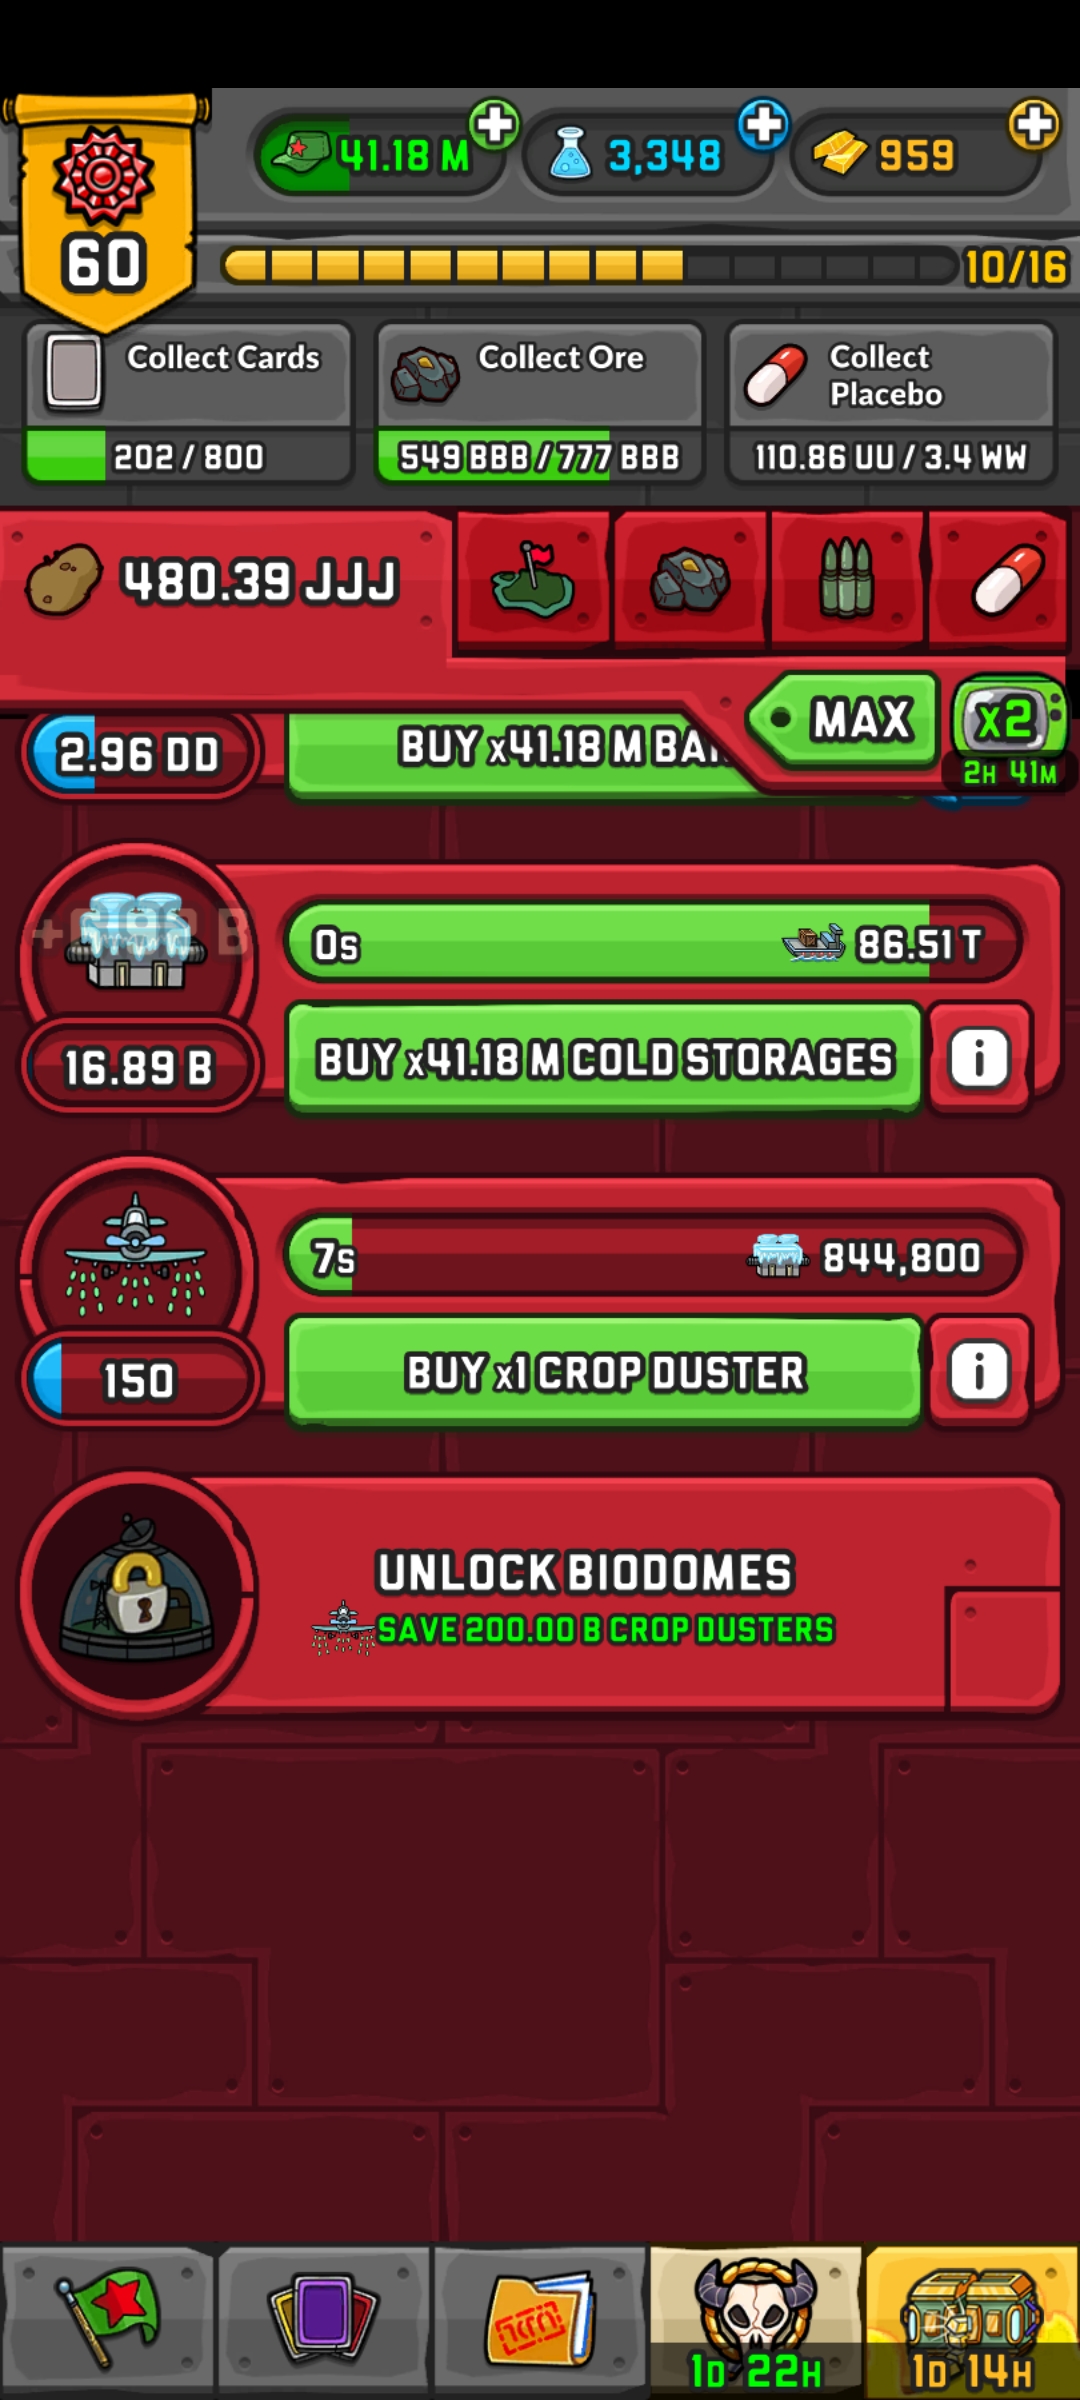 60
41.18 M
3,348
959
10/16
Collect Cards
202 / 800
Collect Ore
549 BBB / 777 BBB
Collect
Placebo
110.86 UU / 3.4 WW
480.39 JJJ
MAX
x2
2H 41M
2.96 DD
BUY x41.18 M
0s
86.51 T
16.89 B
BUY x41.18 M COLD STORAGES
7s
844,800
150
BUY x1 CROP DUSTER
UNLOCK BIODOMES
SAVE 200.00 B CROP DUSTERS
1D 22H
1D 14H